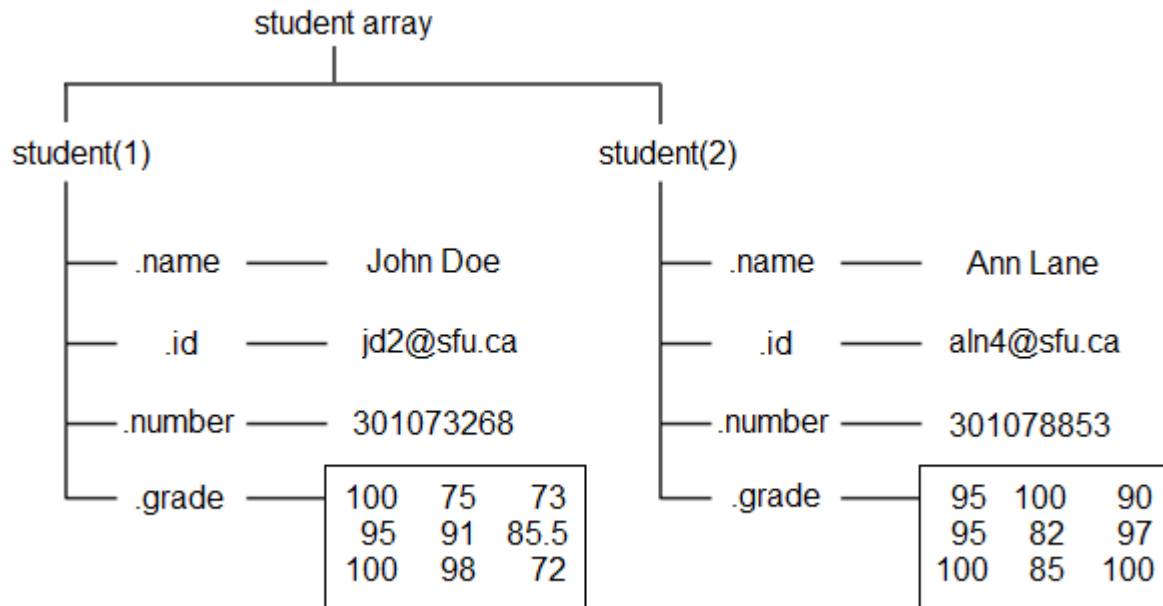 student array
student(1)
student(2)
.name John Doe
.name Ann Lane
.id jd2@sfu.ca
.id aln4@sfu.ca
.number 301073268
.number 301078853
.grade
100 75 73
95 91 85.5
100 98 72
.grade
95 100 90
95 82 97
100 85 100